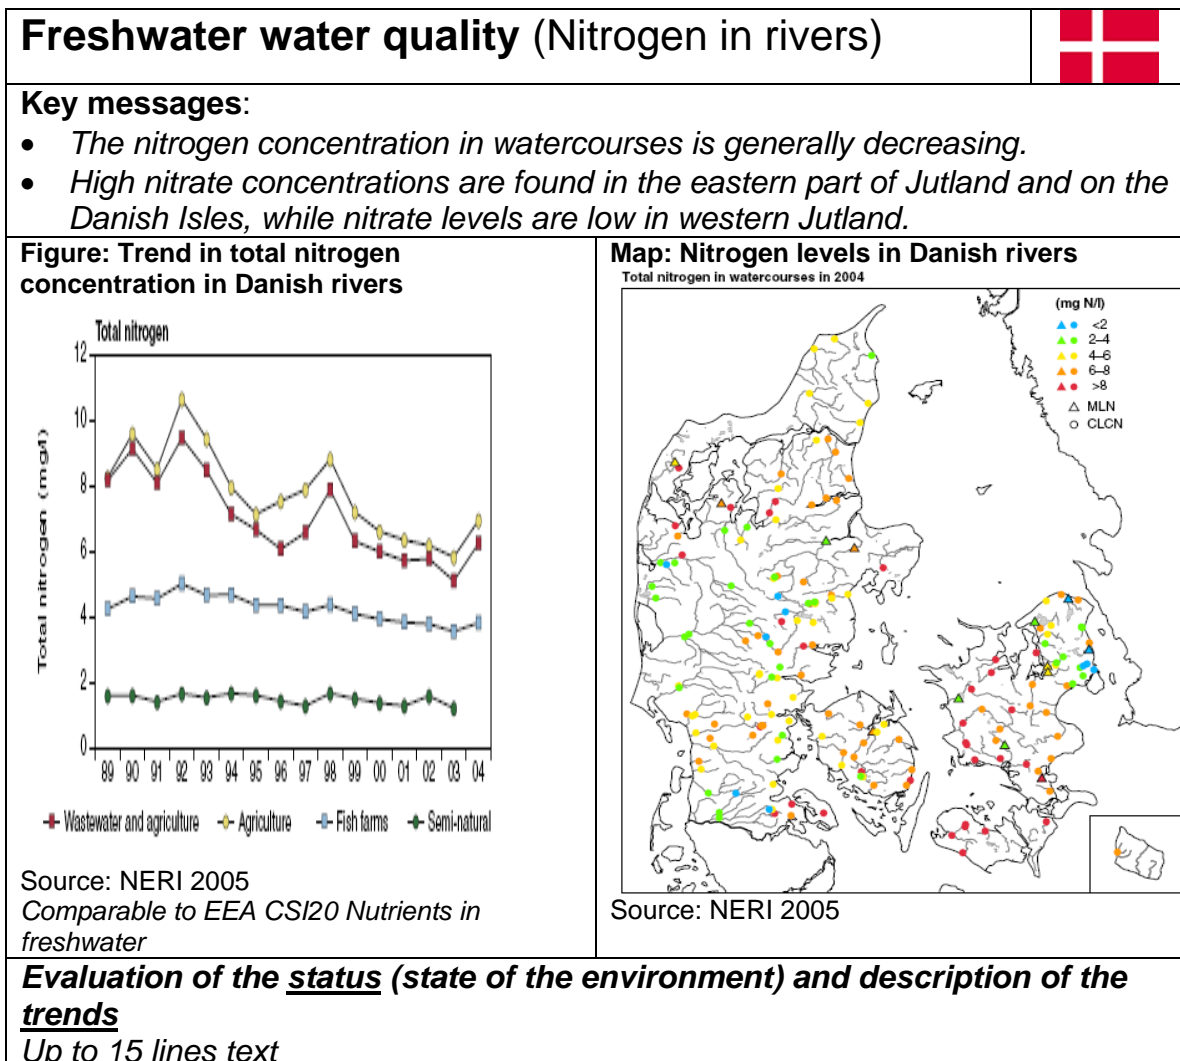 Freshwater water quality (Nitrogen in rivers)
Key messages:
• The nitrogen concentration in watercourses is generally decreasing.
• High nitrate concentrations are found in the eastern part of Jutland and on the
Danish Isles, while nitrate levels are low in western Jutland.
Figure: Trend in total nitrogen
concentration in Danish rivers
Total nitrogen
12
10
8
6
4
2
0
Total nitrogen (mg/l)
89 90 91 92 93 94 95 96 97 98 99 00 01 02 03 04
Wastewater and agriculture Agriculture Fish farms Semi-natural
Source: NERI 2005
Comparable to EEA CSI20 Nutrients in
freshwater
Map: Nitrogen levels in Danish rivers
Total nitrogen in watercourses in 2004
(mg N/l)
<2
2–4
4–6
6–8
>8
MLN
CLCN
Source: NERI 2005
Evaluation of the status (state of the environment) and description of the
trends
Up to 15 lines text